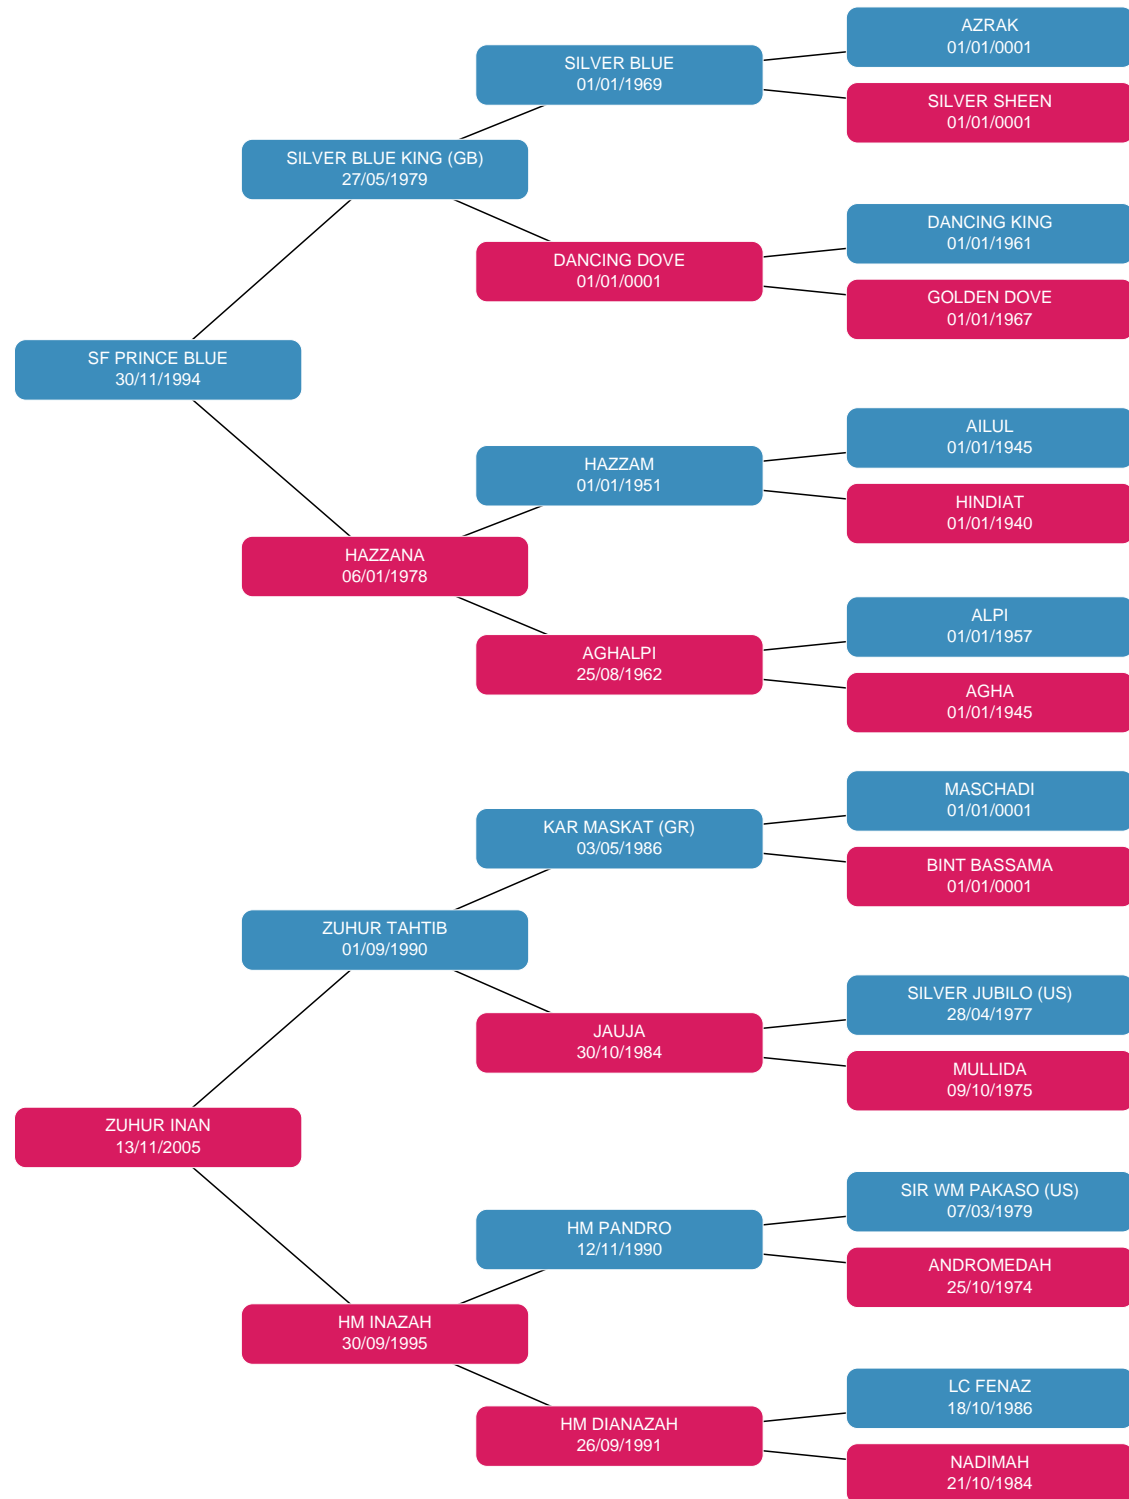 AZRAK
01/01/0001
SILVER BLUE
01/01/1969
SILVER SHEEN
01/01/0001
SILVER BLUE KING (GB)
27/05/1979
DANCING KING
01/01/1961
DANCING DOVE
01/01/0001
GOLDEN DOVE
01/01/1967
SF PRINCE BLUE
30/11/1994
AILUL
01/01/1945
HAZZAM
01/01/1951
HINDIAT
01/01/1940
HAZZANA
06/01/1978
ALPI
01/01/1957
AGHALPI
25/08/1962
AGHA
01/01/1945
MASCHADI
01/01/0001
KAR MASKAT (GR)
03/05/1986
BINT BASSAMA
01/01/0001
ZUHUR TAHTIB
01/09/1990
SILVER JUBILO (US)
28/04/1977
JAUJA
30/10/1984
MULLIDA
09/10/1975
ZUHUR INAN
13/11/2005
SIR WM PAKASO (US)
07/03/1979
HM PANDRO
12/11/1990
ANDROMEDAH
25/10/1974
HM INAZAH
30/09/1995
LC FENAZ
18/10/1986
HM DIANAZAH
26/09/1991
NADIMAH
21/10/1984